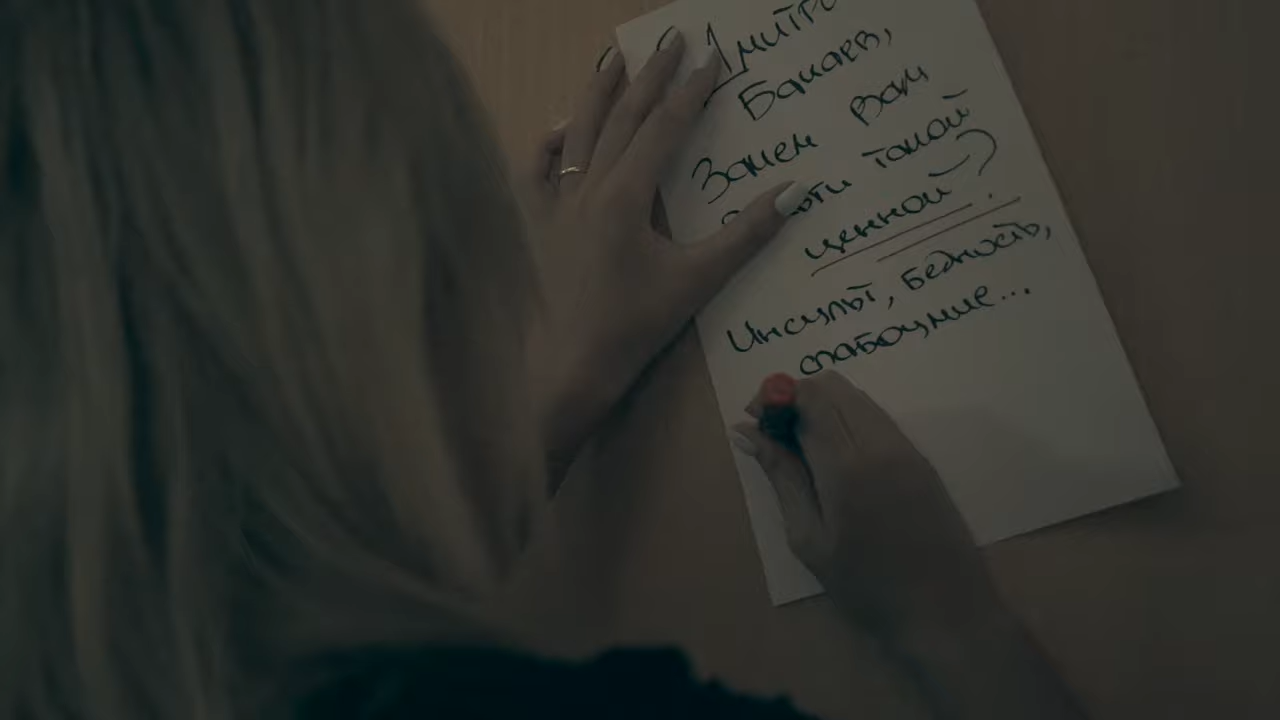 Бакаев,
Зачем вам
такой
ценной?
Инсульт, бедность,
слабоумие...